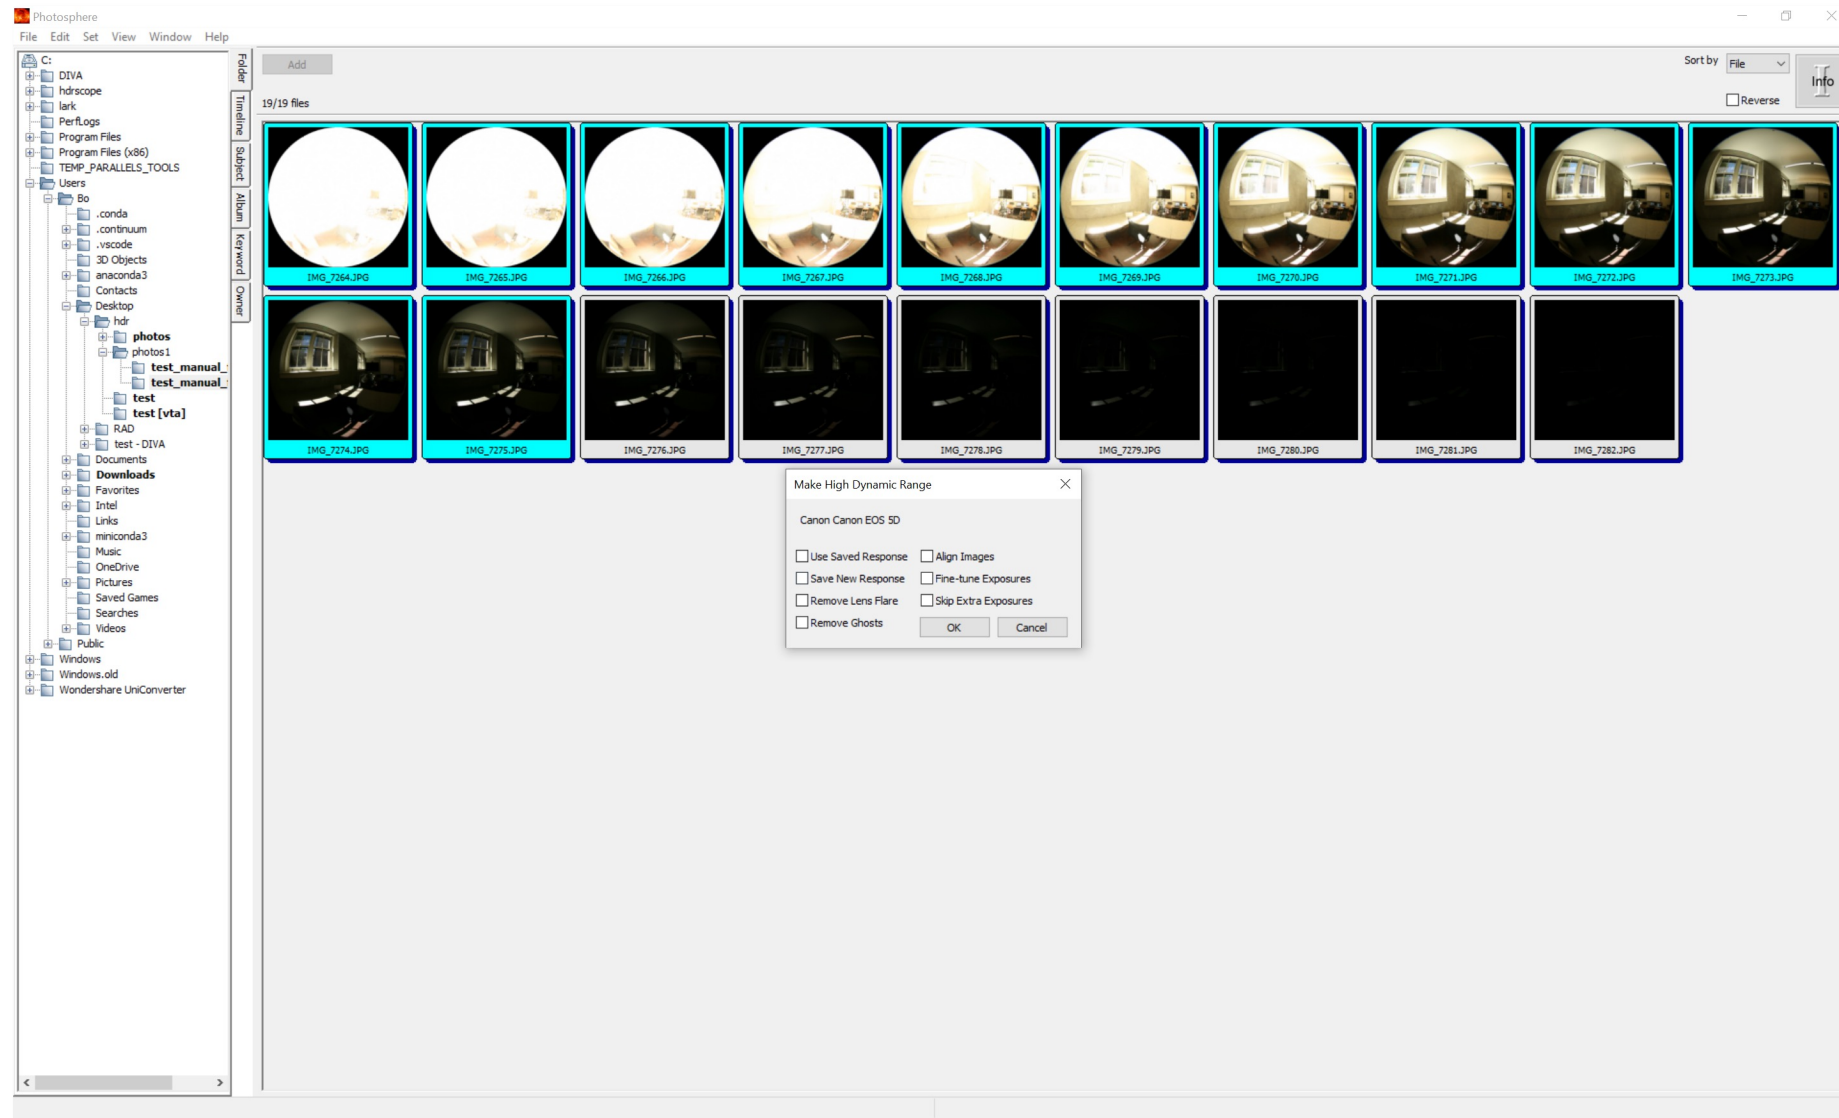 Photosphere
File Edit Set View Window Help
C:
DIVA
hdrscope
lark
PerfLogs
Program Files
Program Files (x86)
TEMP_PARALLELS_TOOLS
Users
Bo
.conda
.continuum
.vscode
3D Objects
anaconda3
Contacts
Desktop
hdr
photos
photos1
test_manual_
test_manual_
test
test [vta]
RAD
test - DIVA
Documents
Downloads
Favorites
Intel
Links
miniconda3
Music
OneDrive
Pictures
Saved Games
Searches
Videos
Public
Windows
Windows.old
Wondershare UniConverter
Folder
Timeline
Subject
Album
Keyword
Owner
Add
Sort by File
Info
Reverse
19/19 files
IMG_7264.JPG IMG_7265.JPG IMG_7266.JPG IMG_7267.JPG IMG_7268.JPG IMG_7269.JPG IMG_7270.JPG IMG_7271.JPG IMG_7272.JPG IMG_7273.JPG
IMG_7274.JPG IMG_7275.JPG IMG_7276.JPG IMG_7277.JPG IMG_7278.JPG IMG_7279.JPG IMG_7280.JPG IMG_7281.JPG IMG_7282.JPG
Make High Dynamic Range
Canon Canon EOS 5D
Use Saved Response Align Images
Save New Response Fine-tune Exposures
Remove Lens Flare Skip Extra Exposures
Remove Ghosts OK Cancel